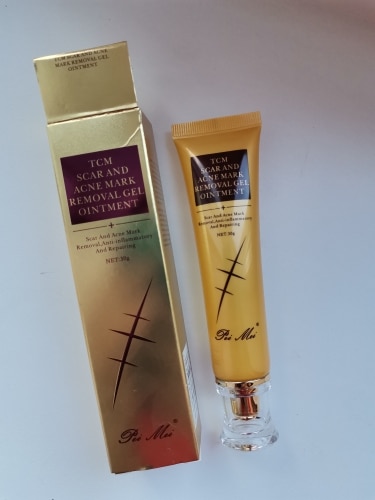 TCM SCAR AND ACNE
MARK REMOVAL GEL
OINTMENT
TCM
SCAR AND
ACNE MARK
REMOVAL GEL
OINTMENT
Scar And Acne Mark
Removal,Anti-inflammatory
And Repairing
NET:30g
Pei Mei®
TCM
SCAR AND
ACNE MARK
REMOVAL GEL
OINTMENT
Scar And Acne Mark
Removal,Anti-inflammatory
And Repairing
NET:30g
Pei Mei®